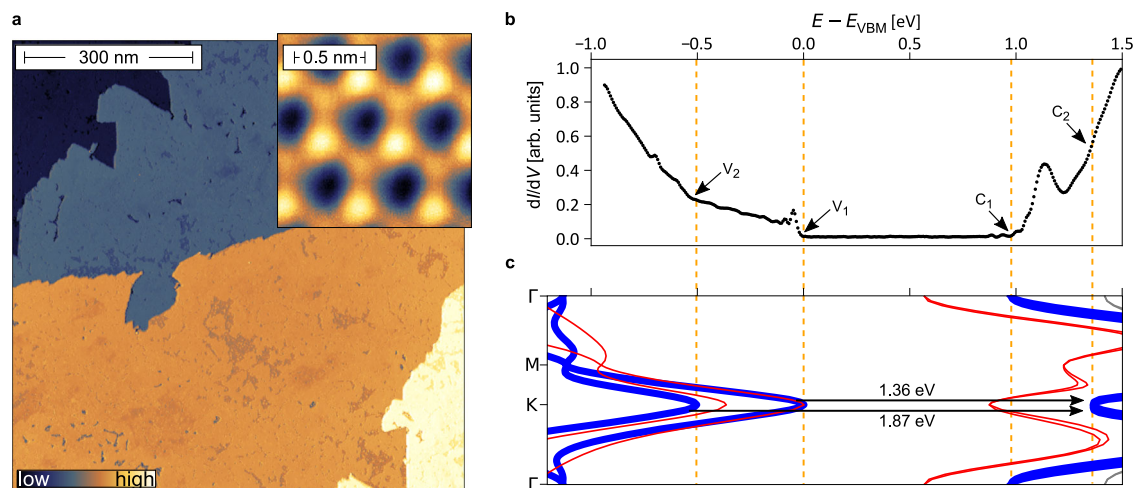 a
300 nm
0.5 nm
low
high
b
E − E_VBM [eV]
−1.0 −0.5 0.0 0.5 1.0 1.5
dI/dV [arb. units]
1.0
0.8
0.6
0.4
0.2
0.0
V₂
V₁
C₁
C₂
c
Γ
M
K
Γ
1.36 eV
1.87 eV